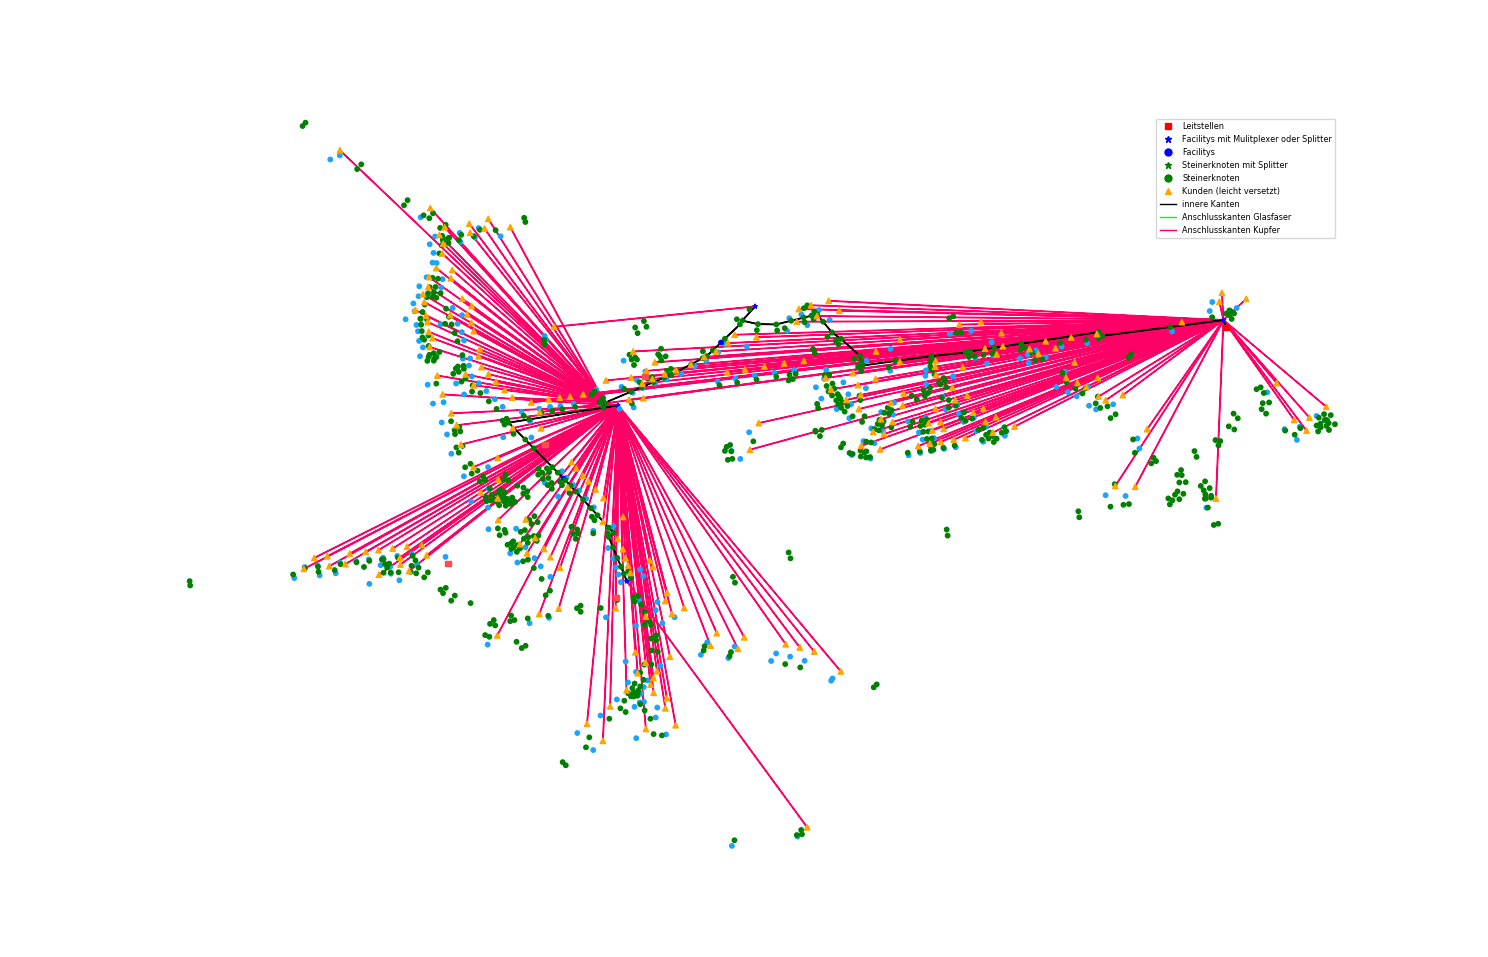 Leitstellen
Facilitys mit Mulitplexer oder Splitter
Facilitys
Steinerknoten mit Splitter
Steinerknoten
Kunden (leicht versetzt)
innere Kanten
Anschlusskanten Glasfaser
Anschlusskanten Kupfer